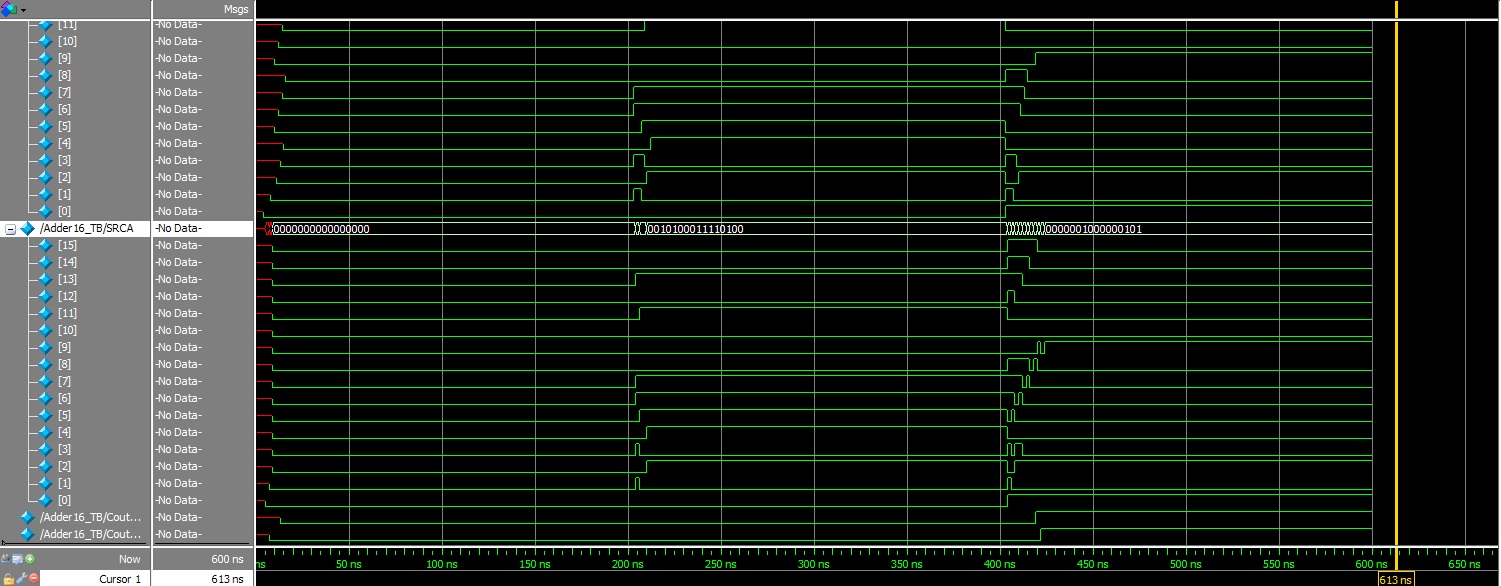 Msgs
[11] -No Data-
[10] -No Data-
[9] -No Data-
[8] -No Data-
[7] -No Data-
[6] -No Data-
[5] -No Data-
[4] -No Data-
[3] -No Data-
[2] -No Data-
[1] -No Data-
[0] -No Data-
/Adder16_TB/SRCA -No Data- 0000000000000000 0010100011110100 0000001000000101
[15] -No Data-
[14] -No Data-
[13] -No Data-
[12] -No Data-
[11] -No Data-
[10] -No Data-
[9] -No Data-
[8] -No Data-
[7] -No Data-
[6] -No Data-
[5] -No Data-
[4] -No Data-
[3] -No Data-
[2] -No Data-
[1] -No Data-
[0] -No Data-
/Adder16_TB/Cout... -No Data-
/Adder16_TB/Cout... -No Data-
Now 600 ns ns 50 ns 100 ns 150 ns 200 ns 250 ns 300 ns 350 ns 400 ns 450 ns 500 ns 550 ns 600 ns 650 ns
Cursor 1 613 ns 613 ns